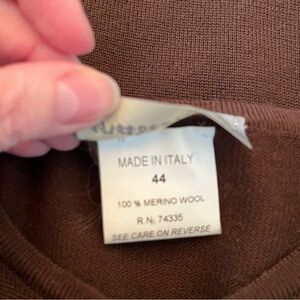 MADE IN ITALY
44
100 % MERINO WOOL
R.N. 74335
SEE CARE ON REVERSE